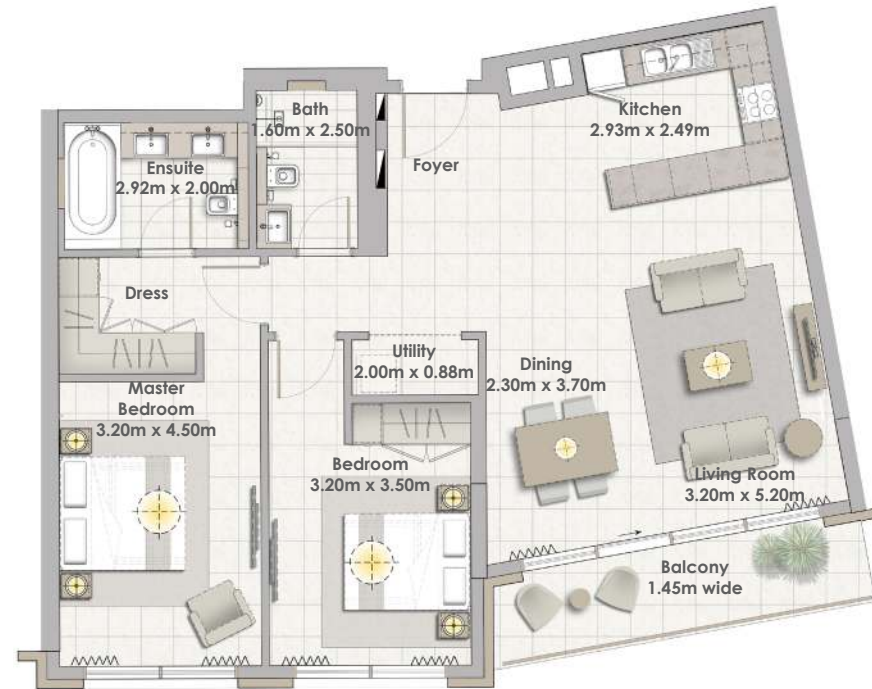 Bath
1.60m x 2.50m
Kitchen
2.93m x 2.49m
Ensuite
2.92m x 2.00m
Foyer
Dress
Utility
2.00m x 0.88m
Dining
2.30m x 3.70m
Master
Bedroom
3.20m x 4.50m
Bedroom
3.20m x 3.50m
Living Room
3.20m x 5.20m
Balcony
1.45m wide